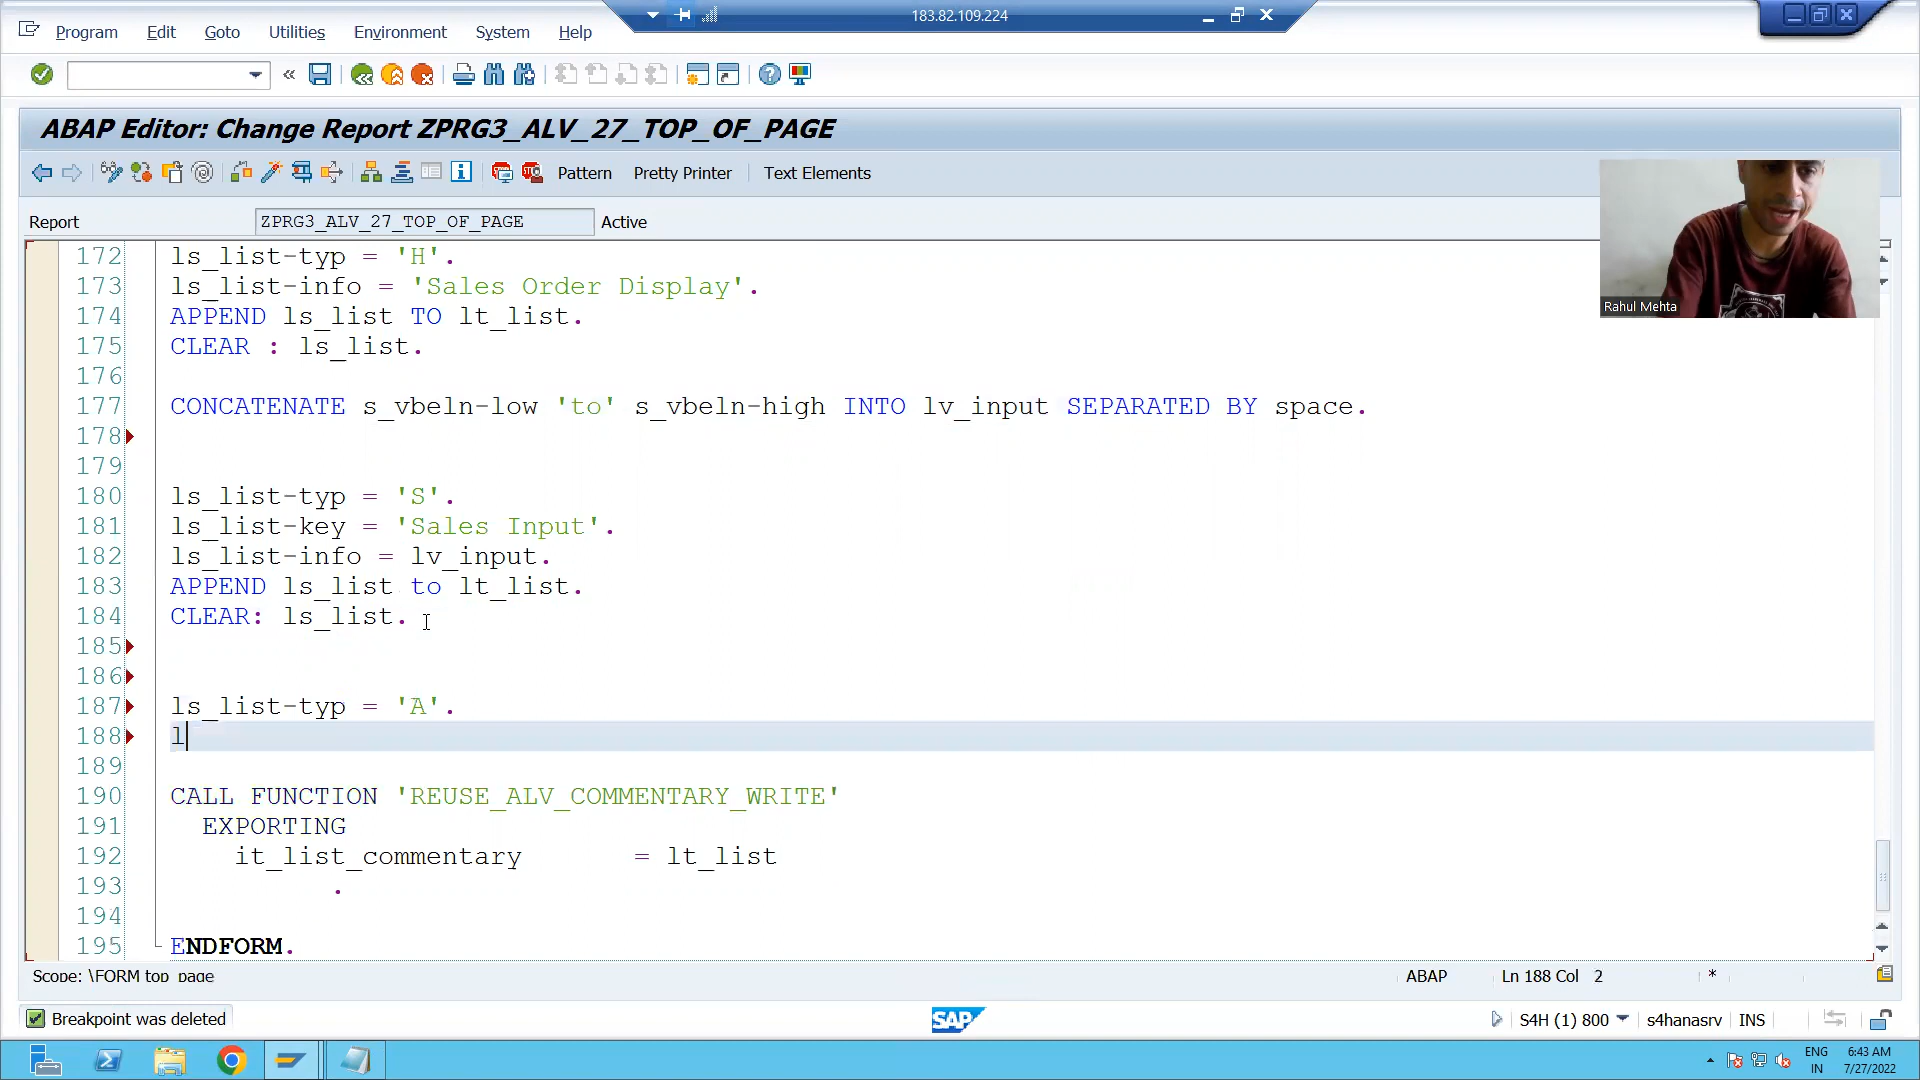 183.82.109.224
Program Edit Goto Utilities Environment System Help
ABAP Editor: Change Report ZPRG3_ALV_27_TOP_OF_PAGE
Pattern Pretty Printer Text Elements
Report ZPRG3_ALV_27_TOP_OF_PAGE Active
Rahul Mehta
172 ls_list-typ = 'H'.
173 ls_list-info = 'Sales Order Display'.
174 APPEND ls_list TO lt_list.
175 CLEAR : ls_list.
176
177 CONCATENATE s_vbeln-low 'to' s_vbeln-high INTO lv_input SEPARATED BY space.
178
179
180 ls_list-typ = 'S'.
181 ls_list-key = 'Sales Input'.
182 ls_list-info = lv_input.
183 APPEND ls_list to lt_list.
184 CLEAR: ls_list.
185
186
187 ls_list-typ = 'A'.
188 l
189
190 CALL FUNCTION 'REUSE_ALV_COMMENTARY_WRITE'
191 EXPORTING
192 it_list_commentary = lt_list
193 .
194
195 ENDFORM.
Scope: \FORM top_page ABAP Ln 188 Col 2 *
Breakpoint was deleted SAP S4H (1) 800 s4hanasrv INS
ENG 6:43 AM
IN 7/27/2022